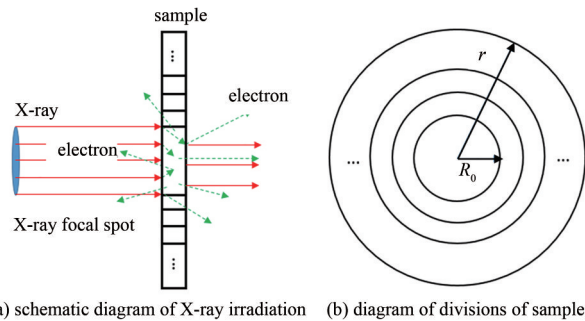 sample
⋮
X-ray
electron
electron
X-ray focal spot
⋮
r
R0
... ...
a) schematic diagram of X-ray irradiation
(b) diagram of divisions of sample